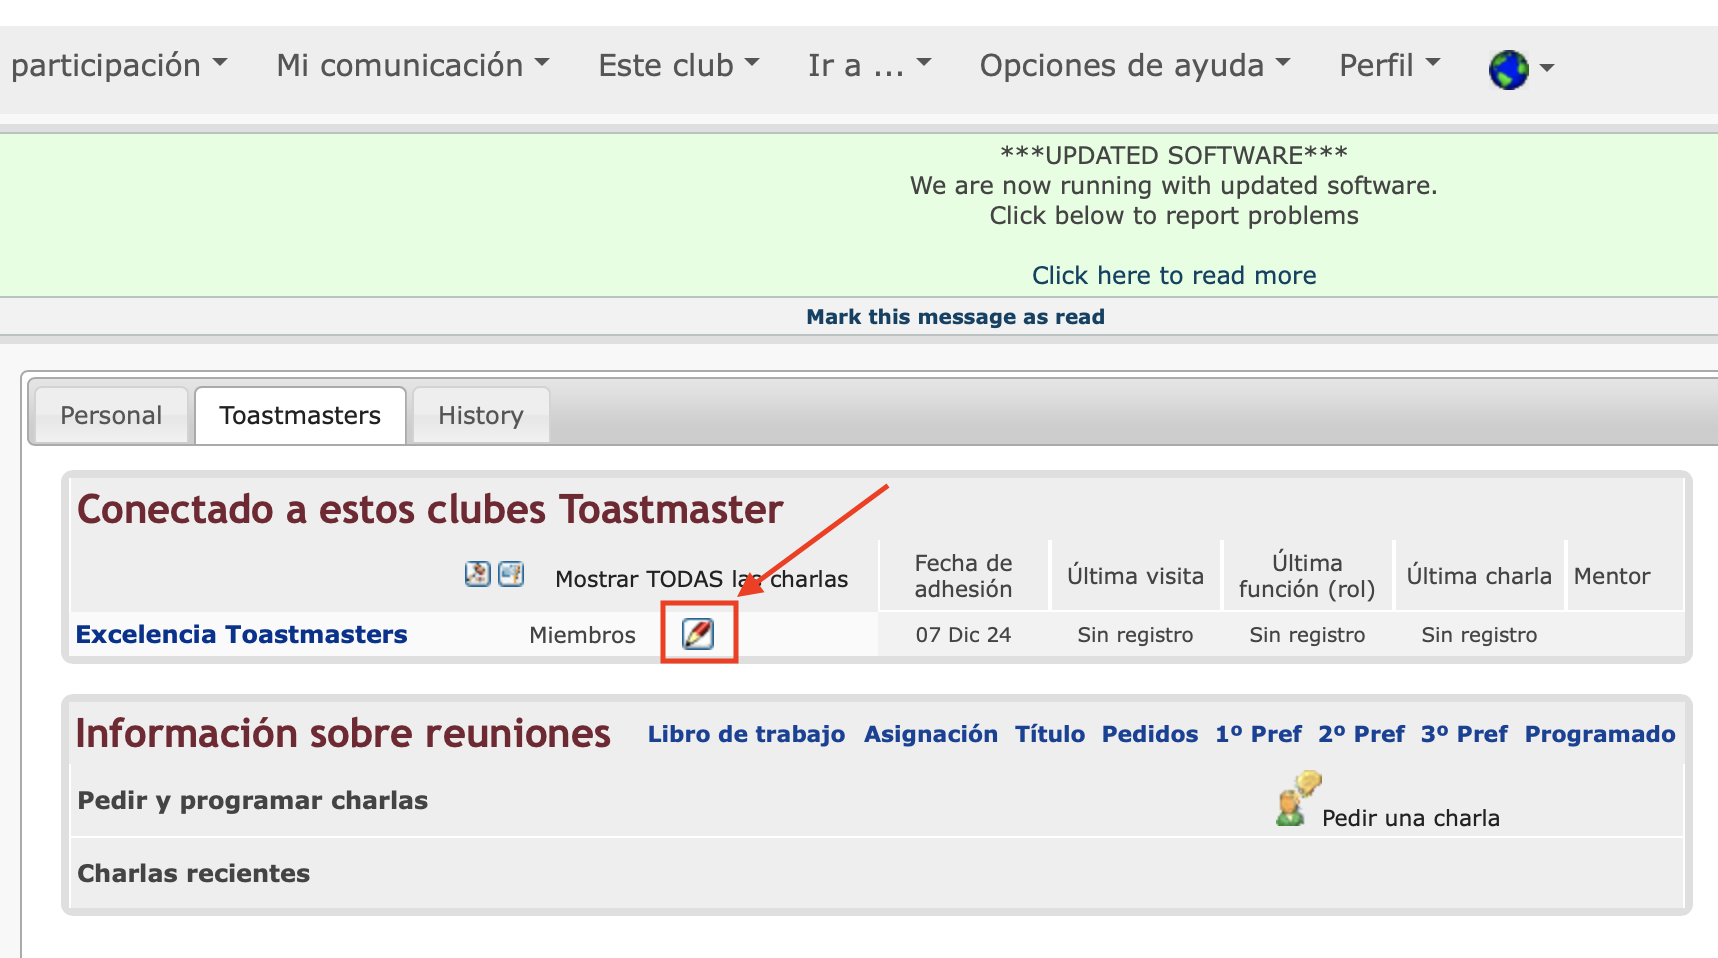 participación Mi comunicación Este club Ir a ... Opciones de ayuda Perfil
***UPDATED SOFTWARE***
We are now running with updated software.
Click below to report problems
Click here to read more
Mark this message as read
Personal Toastmasters History
Conectado a estos clubes Toastmaster
Mostrar TODAS las charlas Fecha de adhesión Última visita Última función (rol) Última charla Mentor
Excelencia Toastmasters Miembros 07 Dic 24 Sin registro Sin registro Sin registro
Información sobre reuniones Libro de trabajo Asignación Título Pedidos 1º Pref 2º Pref 3º Pref Programado
Pedir y programar charlas Pedir una charla
Charlas recientes